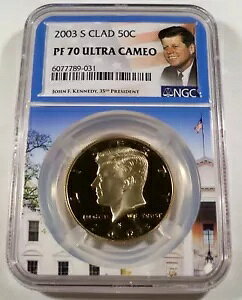 2003 S CLAD 50C
PF 70 ULTRA CAMEO
6077789-031
JOHN F. KENNEDY, 35TH PRESIDENT
NGC